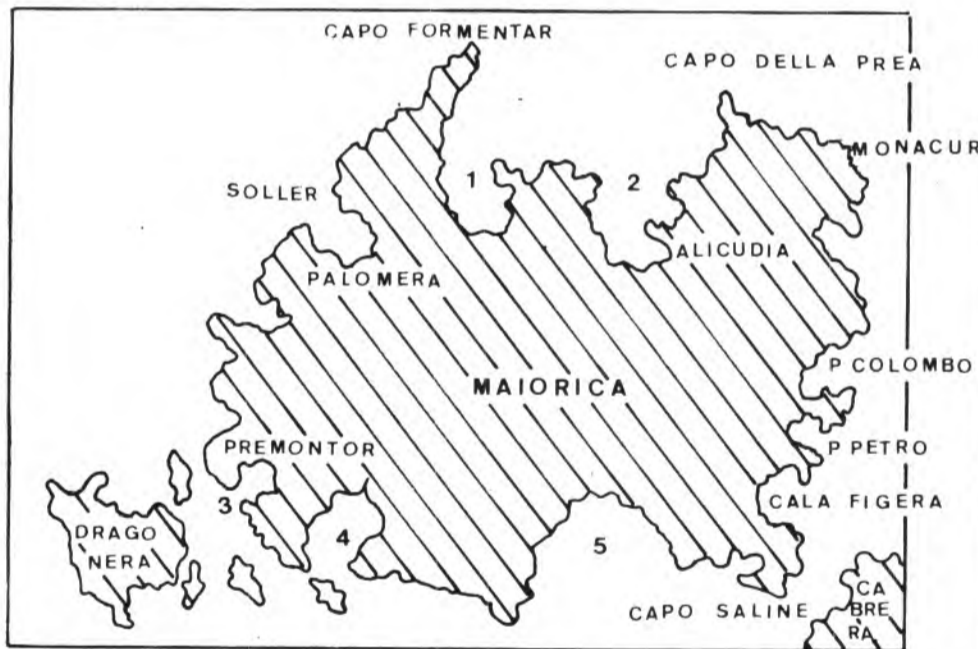 CAPO FORMENTAR
CAPO DELLA PREA
MONACUR
1
2
SOLLER
ALICUDIA
PALOMERA
P COLOMBO
MAIORICA
PREMONTOR
P PETRO
CALA FIGERA
3
4
5
DRAGO
NERA
CAPO SALINE
CA
BRE
RA